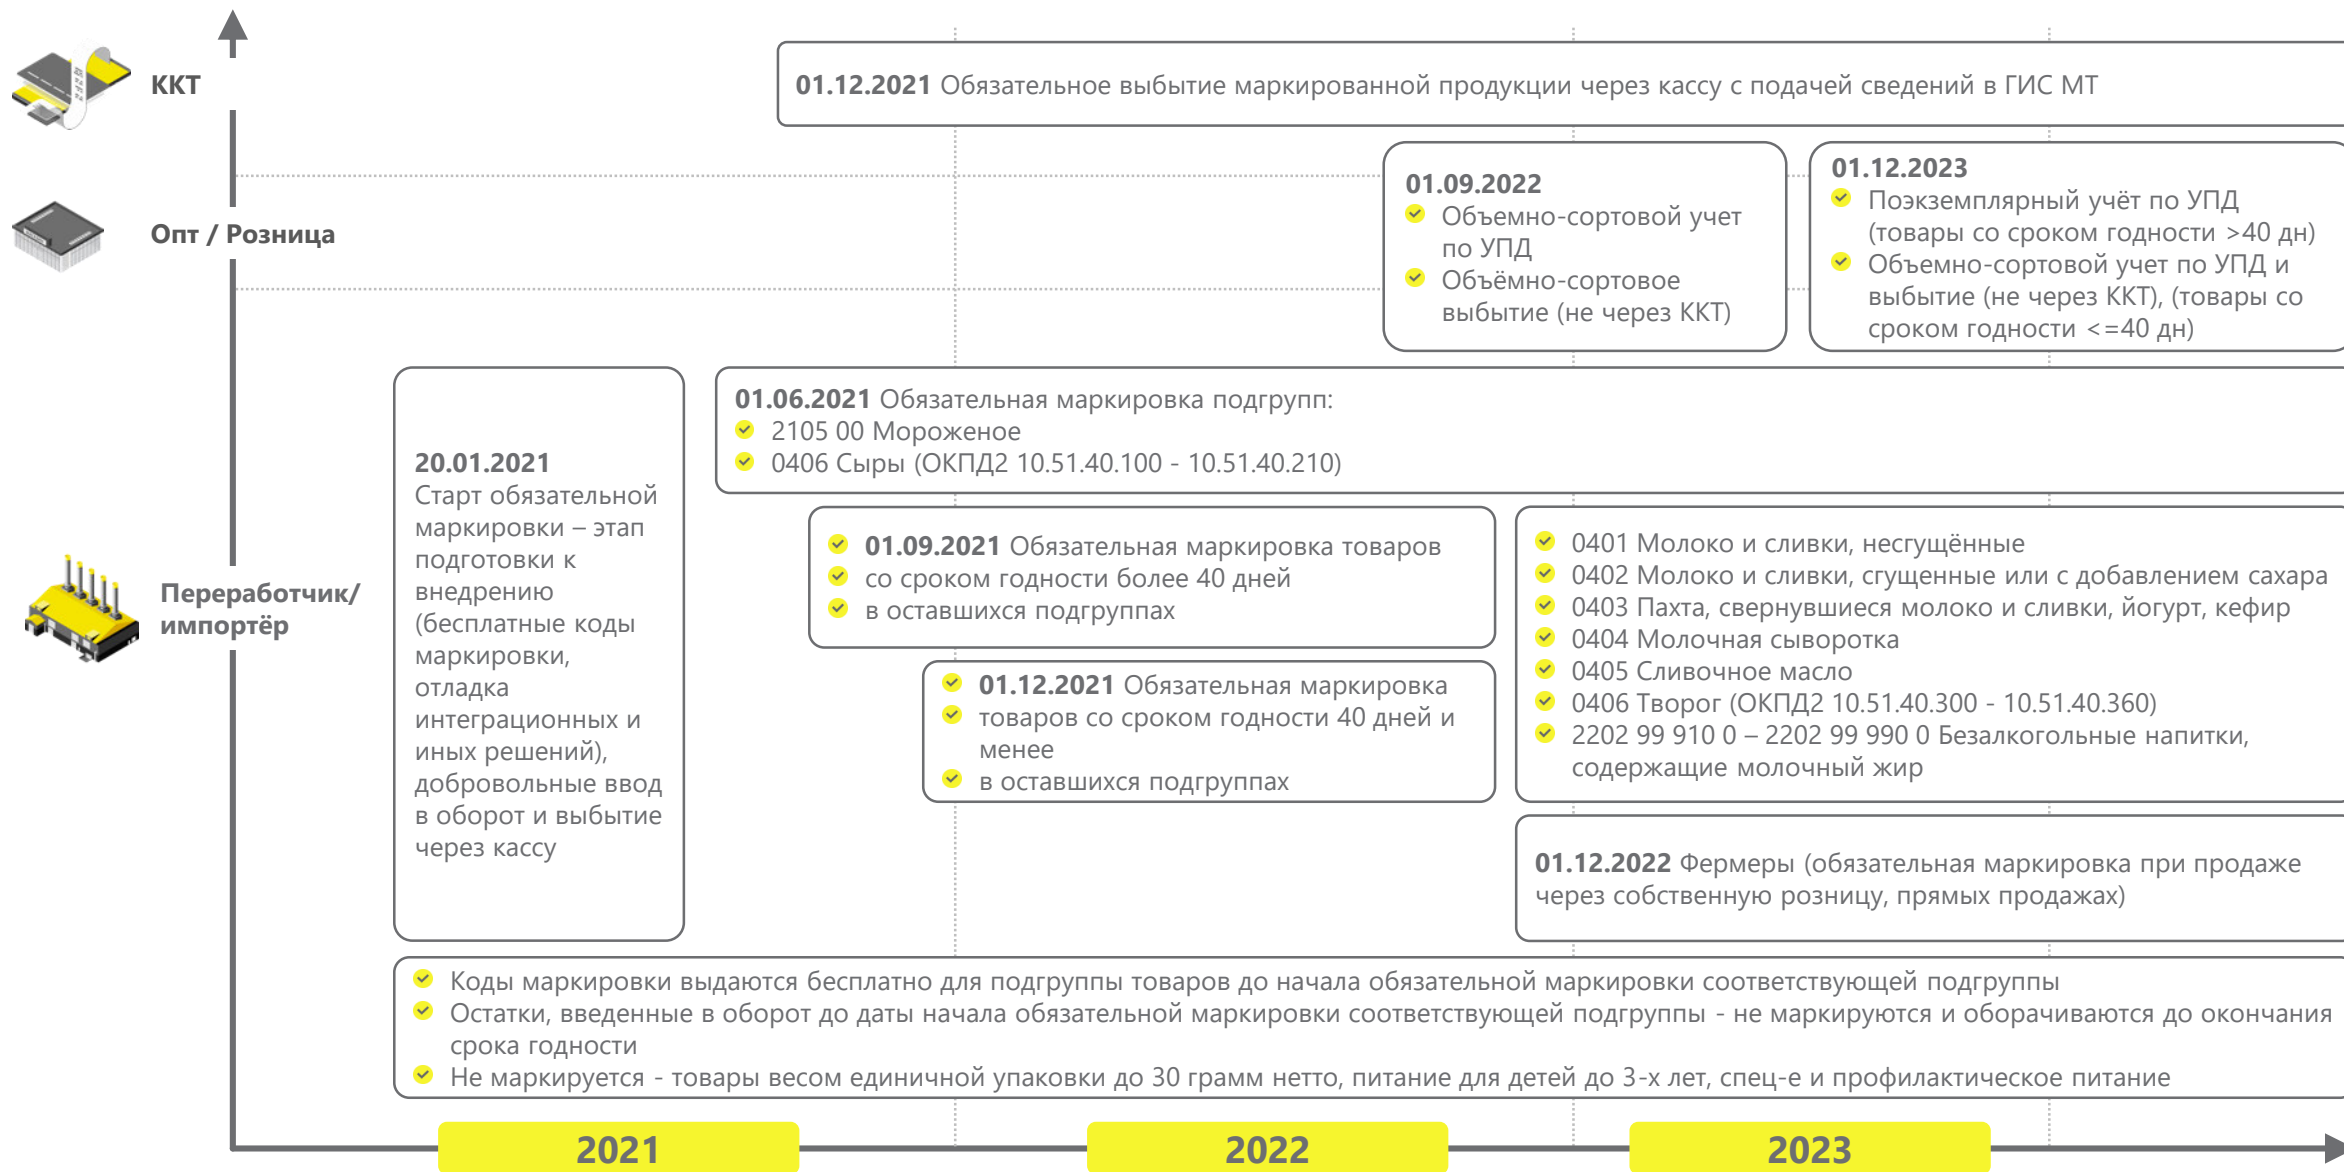 ККТ
01.12.2021 Обязательное выбытие маркированной продукции через кассу с подачей сведений в ГИС МТ
Опт / Розница
01.09.2022
Объемно-сортовой учет
по УПД
Объёмно-сортовое
выбытие (не через ККТ)
01.12.2023
Поэкземплярный учёт по УПД
(товары со сроком годности >40 дн)
Объемно-сортовой учет по УПД и
выбытие (не через ККТ), (товары со
сроком годности <=40 дн)
Переработчик/
импортёр
20.01.2021
Старт обязательной
маркировки – этап
подготовки к
внедрению
(бесплатные коды
маркировки,
отладка
интеграционных и
иных решений),
добровольные ввод
в оборот и выбытие
через кассу
01.06.2021 Обязательная маркировка подгрупп:
2105 00 Мороженое
0406 Сыры (ОКПД2 10.51.40.100 - 10.51.40.210)
01.09.2021 Обязательная маркировка товаров
со сроком годности более 40 дней
в оставшихся подгруппах
01.12.2021 Обязательная маркировка
товаров со сроком годности 40 дней и
менее
в оставшихся подгруппах
0401 Молоко и сливки, несгущённые
0402 Молоко и сливки, сгущенные или с добавлением сахара
0403 Пахта, свернувшиеся молоко и сливки, йогурт, кефир
0404 Молочная сыворотка
0405 Сливочное масло
0406 Творог (ОКПД2 10.51.40.300 - 10.51.40.360)
2202 99 910 0 – 2202 99 990 0 Безалкогольные напитки,
содержащие молочный жир
01.12.2022 Фермеры (обязательная маркировка при продаже
через собственную розницу, прямых продажах)
Коды маркировки выдаются бесплатно для подгруппы товаров до начала обязательной маркировки соответствующей подгруппы
Остатки, введенные в оборот до даты начала обязательной маркировки соответствующей подгруппы - не маркируются и оборачиваются до окончания
срока годности
Не маркируется - товары весом единичной упаковки до 30 грамм нетто, питание для детей до 3-х лет, спец-е и профилактическое питание
2021
2022
2023